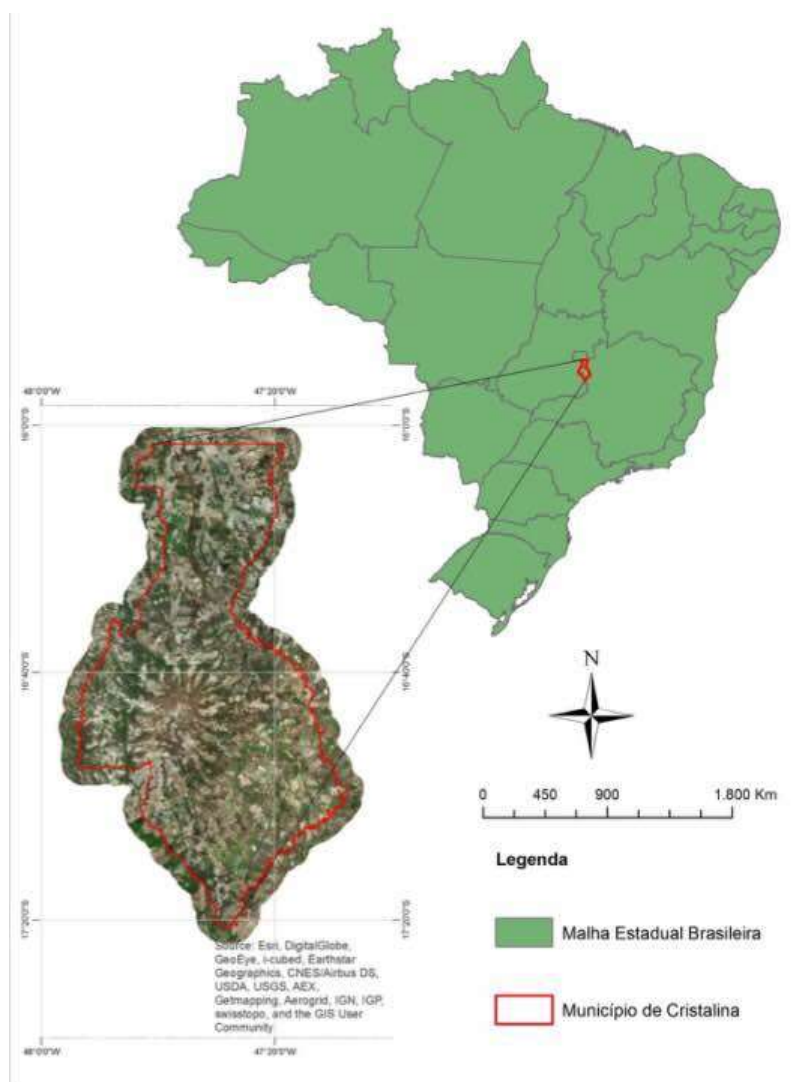 48°0'0"W
47°20'0"W
16°0'0"S
16°0'0"S
16°40'0"S
16°40'0"S
N
0 450 900 1.800 Km
Legenda
17°20'0"S
17°20'0"S
Malha Estadual Brasileira
Source: Esri, DigitalGlobe,
GeoEye, i-cubed, Earthstar
Geographics, CNES/Airbus DS,
USDA, USGS, AEX,
Getmapping, Aerogrid, IGN, IGP,
swisstopo, and the GIS User
Community
Município de Cristalina
48°0'0"W
47°20'0"W